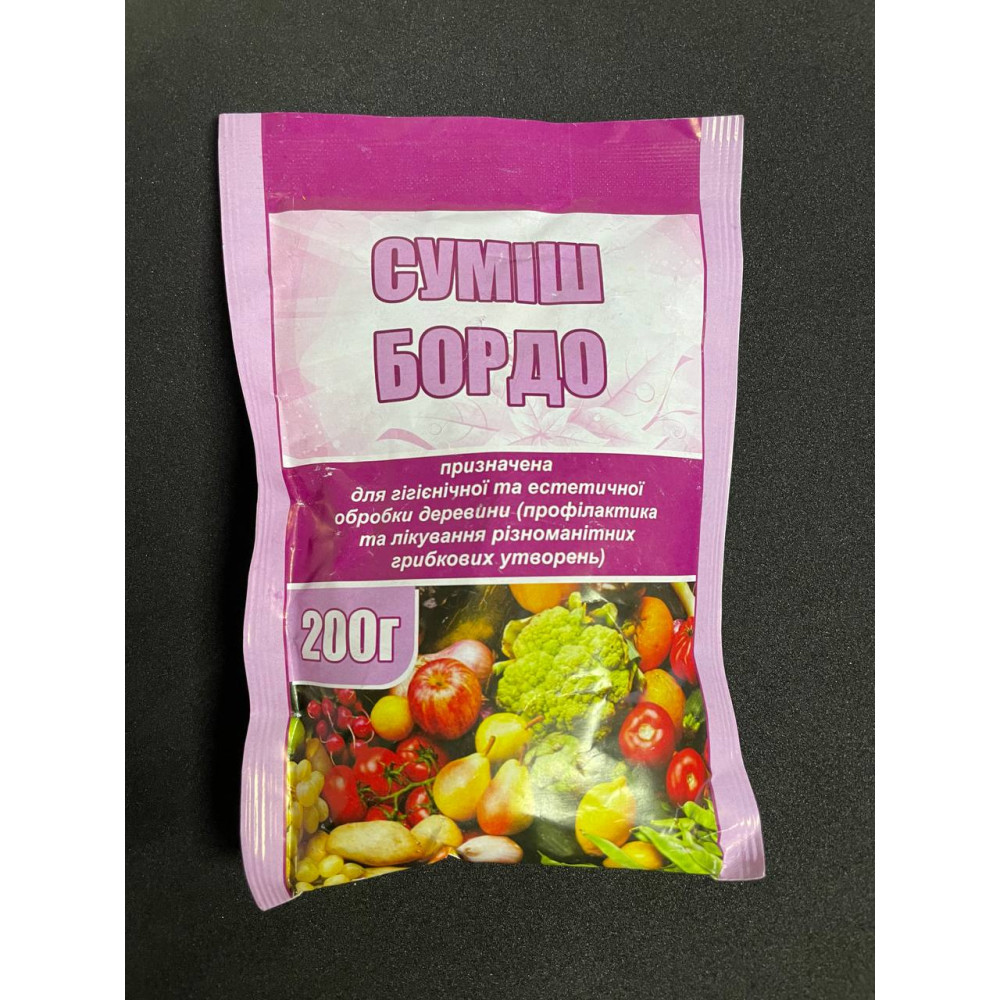 СУМІШ
БОРДО
призначена
для гігієнічної та естетичної
обробки деревини (профілактика
та лікування різноманітних
грибкових утворень)
200г